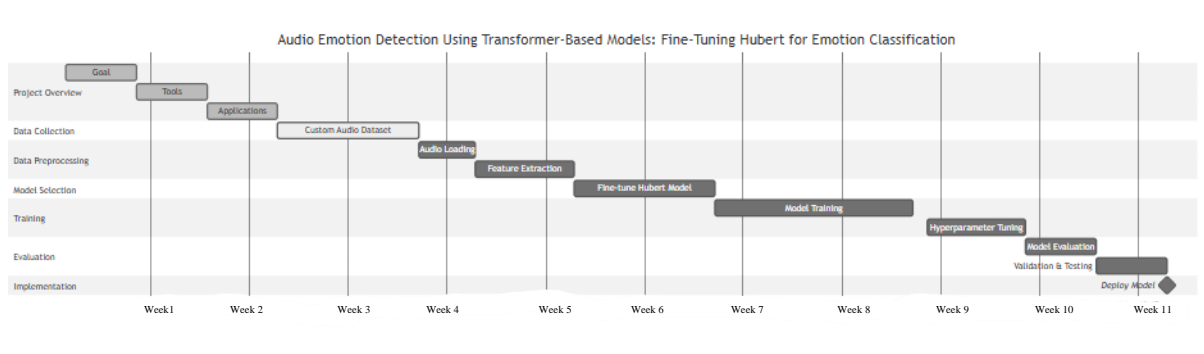 Audio Emotion Detection Using Transformer-Based Models: Fine-Tuning Hubert for Emotion Classification
Goal
Project Overview
Tools
Applications
Data Collection
Custom Audio Dataset
Audio Loading
Data Preprocessing
Feature Extraction
Model Selection
Fine-tune Hubert Model
Model Training
Training
Hyperparameter Tuning
Model Evaluation
Evaluation
Validation & Testing
Implementation
Deploy Model
Week1 Week 2 Week 3 Week 4 Week 5 Week 6 Week 7 Week 8 Week 9 Week 10 Week 11